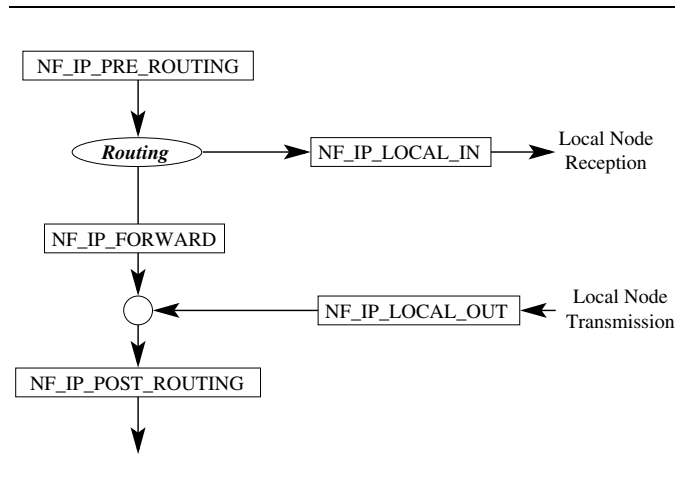 NF_IP_PRE_ROUTING
Routing
NF_IP_LOCAL_IN
Local Node
Reception
NF_IP_FORWARD
NF_IP_LOCAL_OUT
Local Node
Transmission
NF_IP_POST_ROUTING